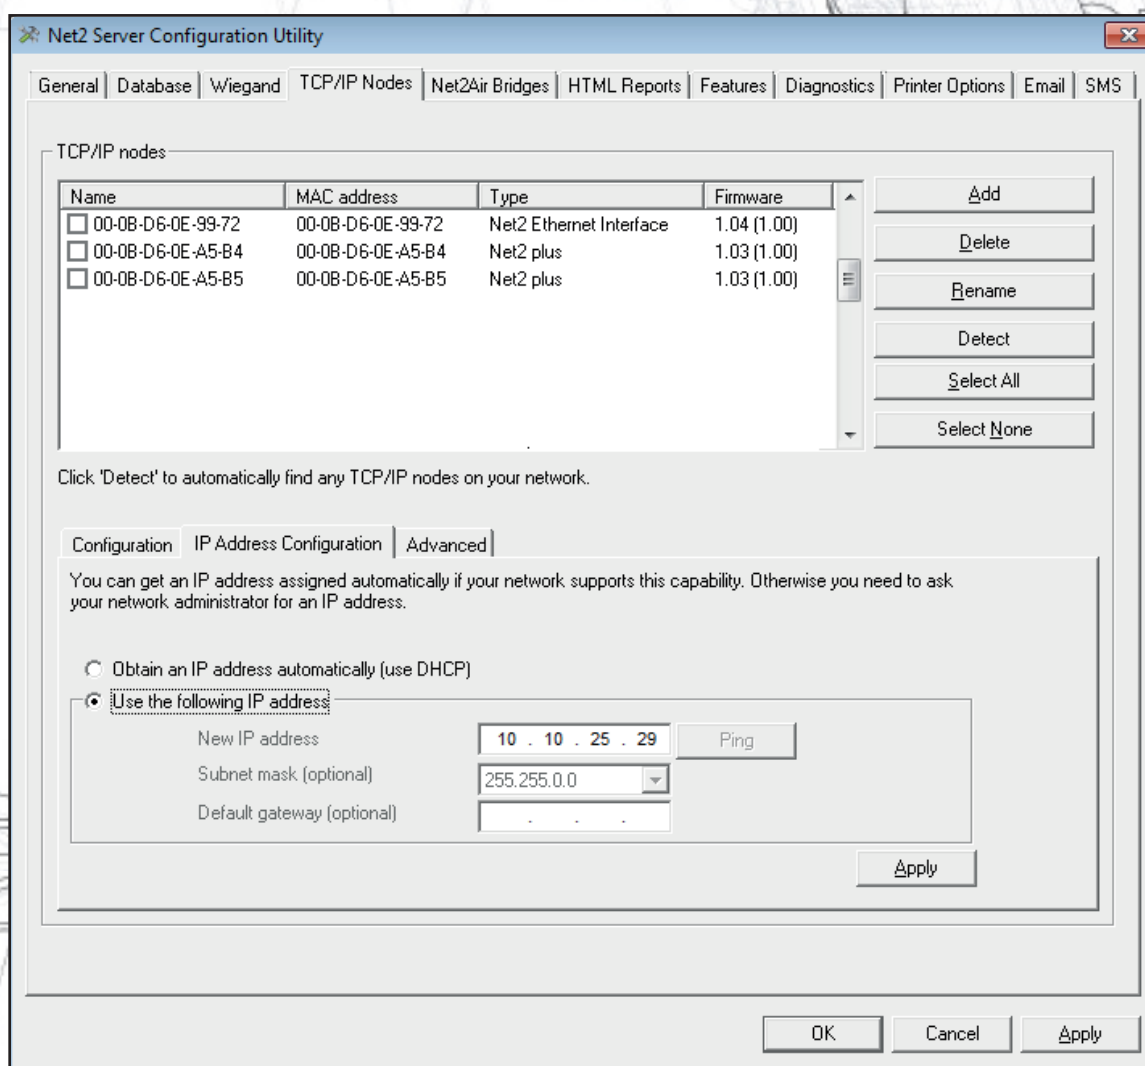 Net2 Server Configuration Utility
General Database Wiegand TCP/IP Nodes Net2Air Bridges HTML Reports Features Diagnostics Printer Options Email SMS
TCP/IP nodes
Name MAC address Type Firmware
00-0B-D6-0E-99-72 00-0B-D6-0E-99-72 Net2 Ethernet Interface 1.04 (1.00)
00-0B-D6-0E-A5-B4 00-0B-D6-0E-A5-B4 Net2 plus 1.03 (1.00)
00-0B-D6-0E-A5-B5 00-0B-D6-0E-A5-B5 Net2 plus 1.03 (1.00)
Add
Delete
Rename
Detect
Select All
Select None
Click 'Detect' to automatically find any TCP/IP nodes on your network.
Configuration IP Address Configuration Advanced
You can get an IP address assigned automatically if your network supports this capability. Otherwise you need to ask
your network administrator for an IP address.
Obtain an IP address automatically (use DHCP)
Use the following IP address
New IP address 10 . 10 . 25 . 29 Ping
Subnet mask (optional) 255.255.0.0
Default gateway (optional) . . .
Apply
OK Cancel Apply